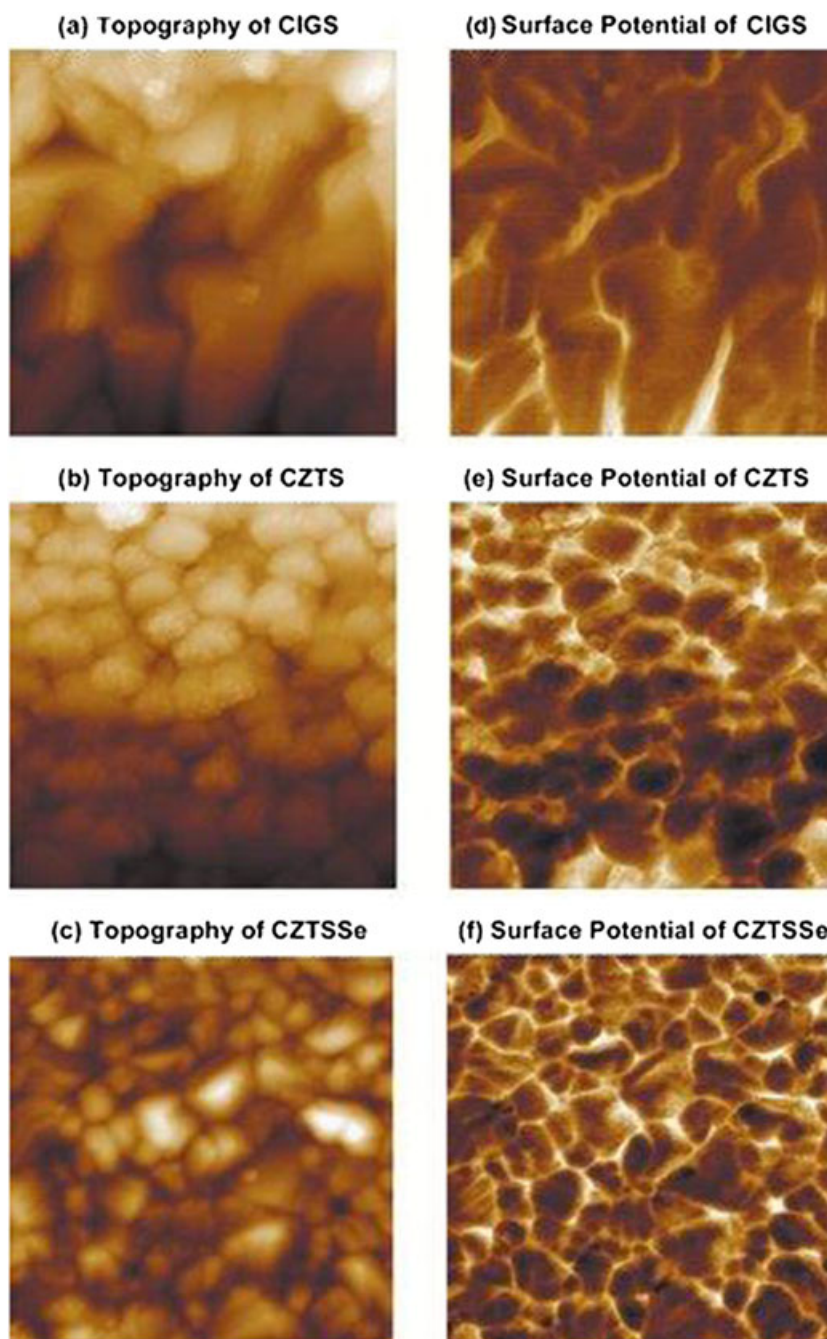 (a) Topography of CIGS
(d) Surface Potential of CIGS
(b) Topography of CZTS
(e) Surface Potential of CZTS
(c) Topography of CZTSSe
(f) Surface Potential of CZTSSe